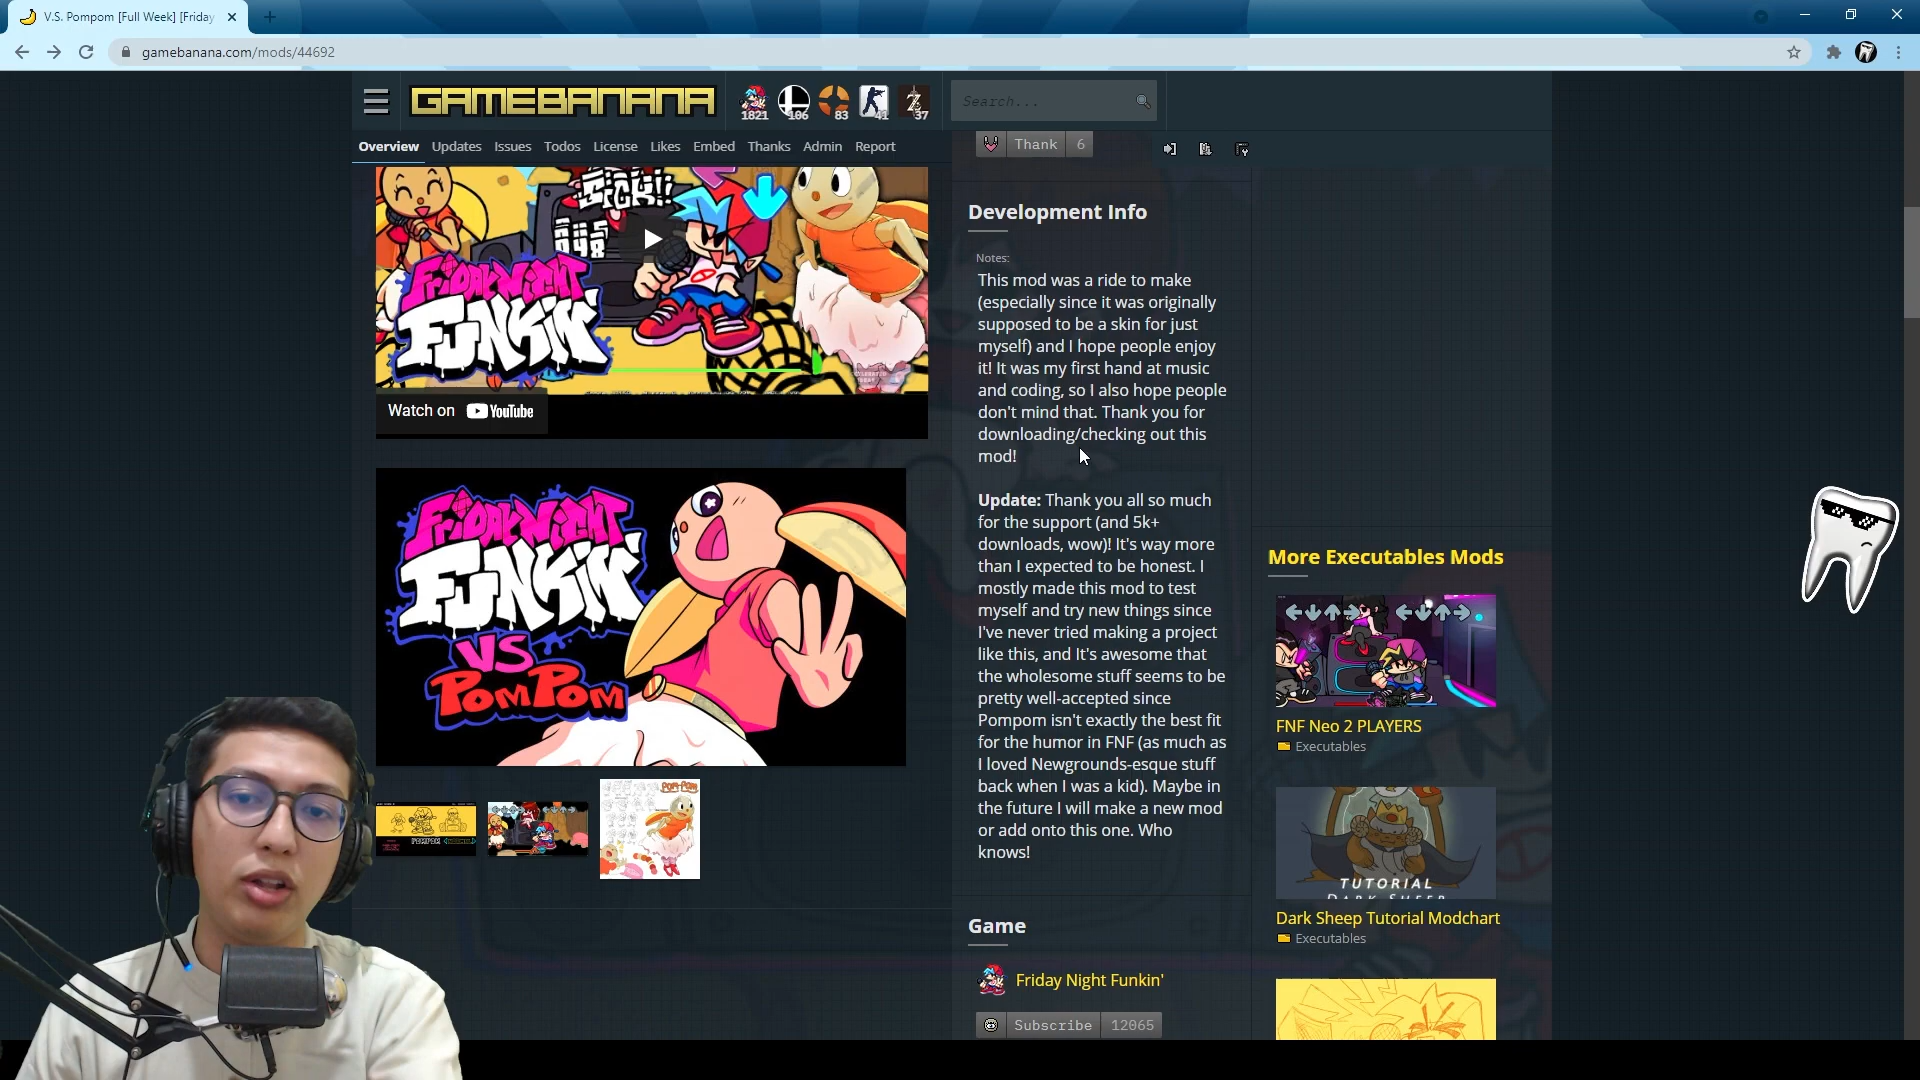 V.S. Pompom [Full Week] [Friday
gamebanana.com/mods/44692
GAMEBANANA
1821
106
83
41
37
Search...
Overview Updates Issues Todos License Likes Embed Thanks Admin Report
Thank 6
SICK!!
FRIDAY NIGHT
FUNKIN
Watch on YouTube
FRIDAY NIGHT
FUNKIN
VS
POMPOM
POM-POM
Development Info
Notes:
This mod was a ride to make
(especially since it was originally
supposed to be a skin for just
myself) and I hope people enjoy
it! It was my first hand at music
and coding, so I also hope people
don't mind that. Thank you for
downloading/checking out this
mod!
Update: Thank you all so much
for the support (and 5k+
downloads, wow)! It's way more
than I expected to be honest. I
mostly made this mod to test
myself and try new things since
I've never tried making a project
like this, and It's awesome that
the wholesome stuff seems to be
pretty well-accepted since
Pompom isn't exactly the best fit
for the humor in FNF (as much as
I loved Newgrounds-esque stuff
back when I was a kid). Maybe in
the future I will make a new mod
or add onto this one. Who
knows!
Game
Friday Night Funkin'
Subscribe 12065
More Executables Mods
FNF Neo 2 PLAYERS
Executables
TUTORIAL
DARK SHEEP
Dark Sheep Tutorial Modchart
Executables